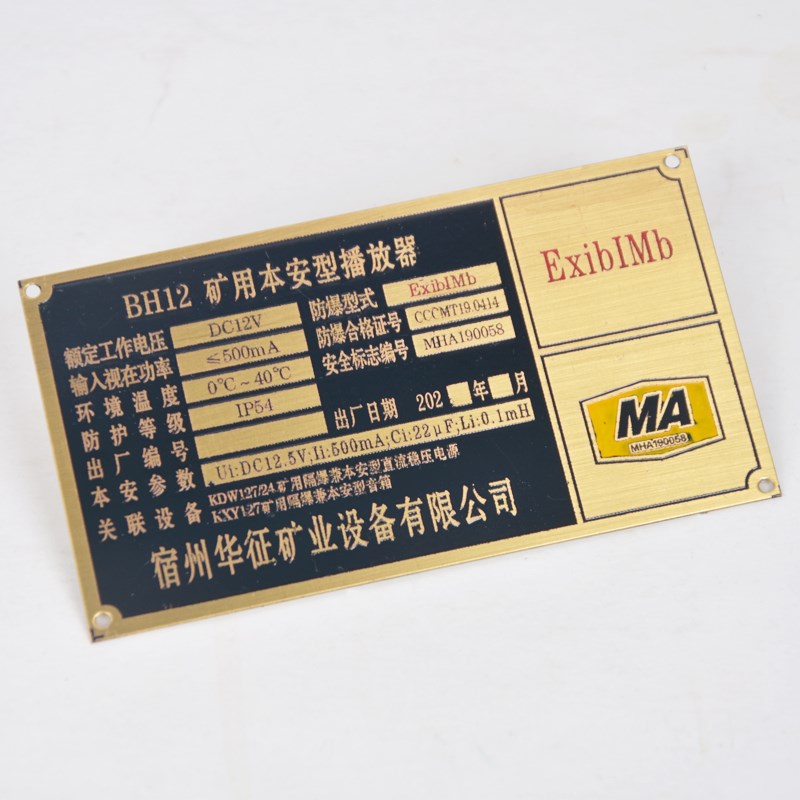 BH12 矿用本安型播放器
额定工作电压 DC12V 防爆型式 ExibIMb
输入视在功率 ≤500mA 防爆合格证号 CCCMT19.0414
环境温度 0℃~40℃ 安全标志编号 MHA190058
防护等级 IP54
出厂编号 出厂日期 202 年 月
本安参数 Ui:DC12.5V;Ii:500mA;Ci:22μF;Li:0.1mH
关联设备 KDW127/24矿用隔爆兼本安型直流稳压电源
KXY127矿用隔爆兼本安型音箱
宿州华征矿业设备有限公司
ExibIMb
MA
MHA190058